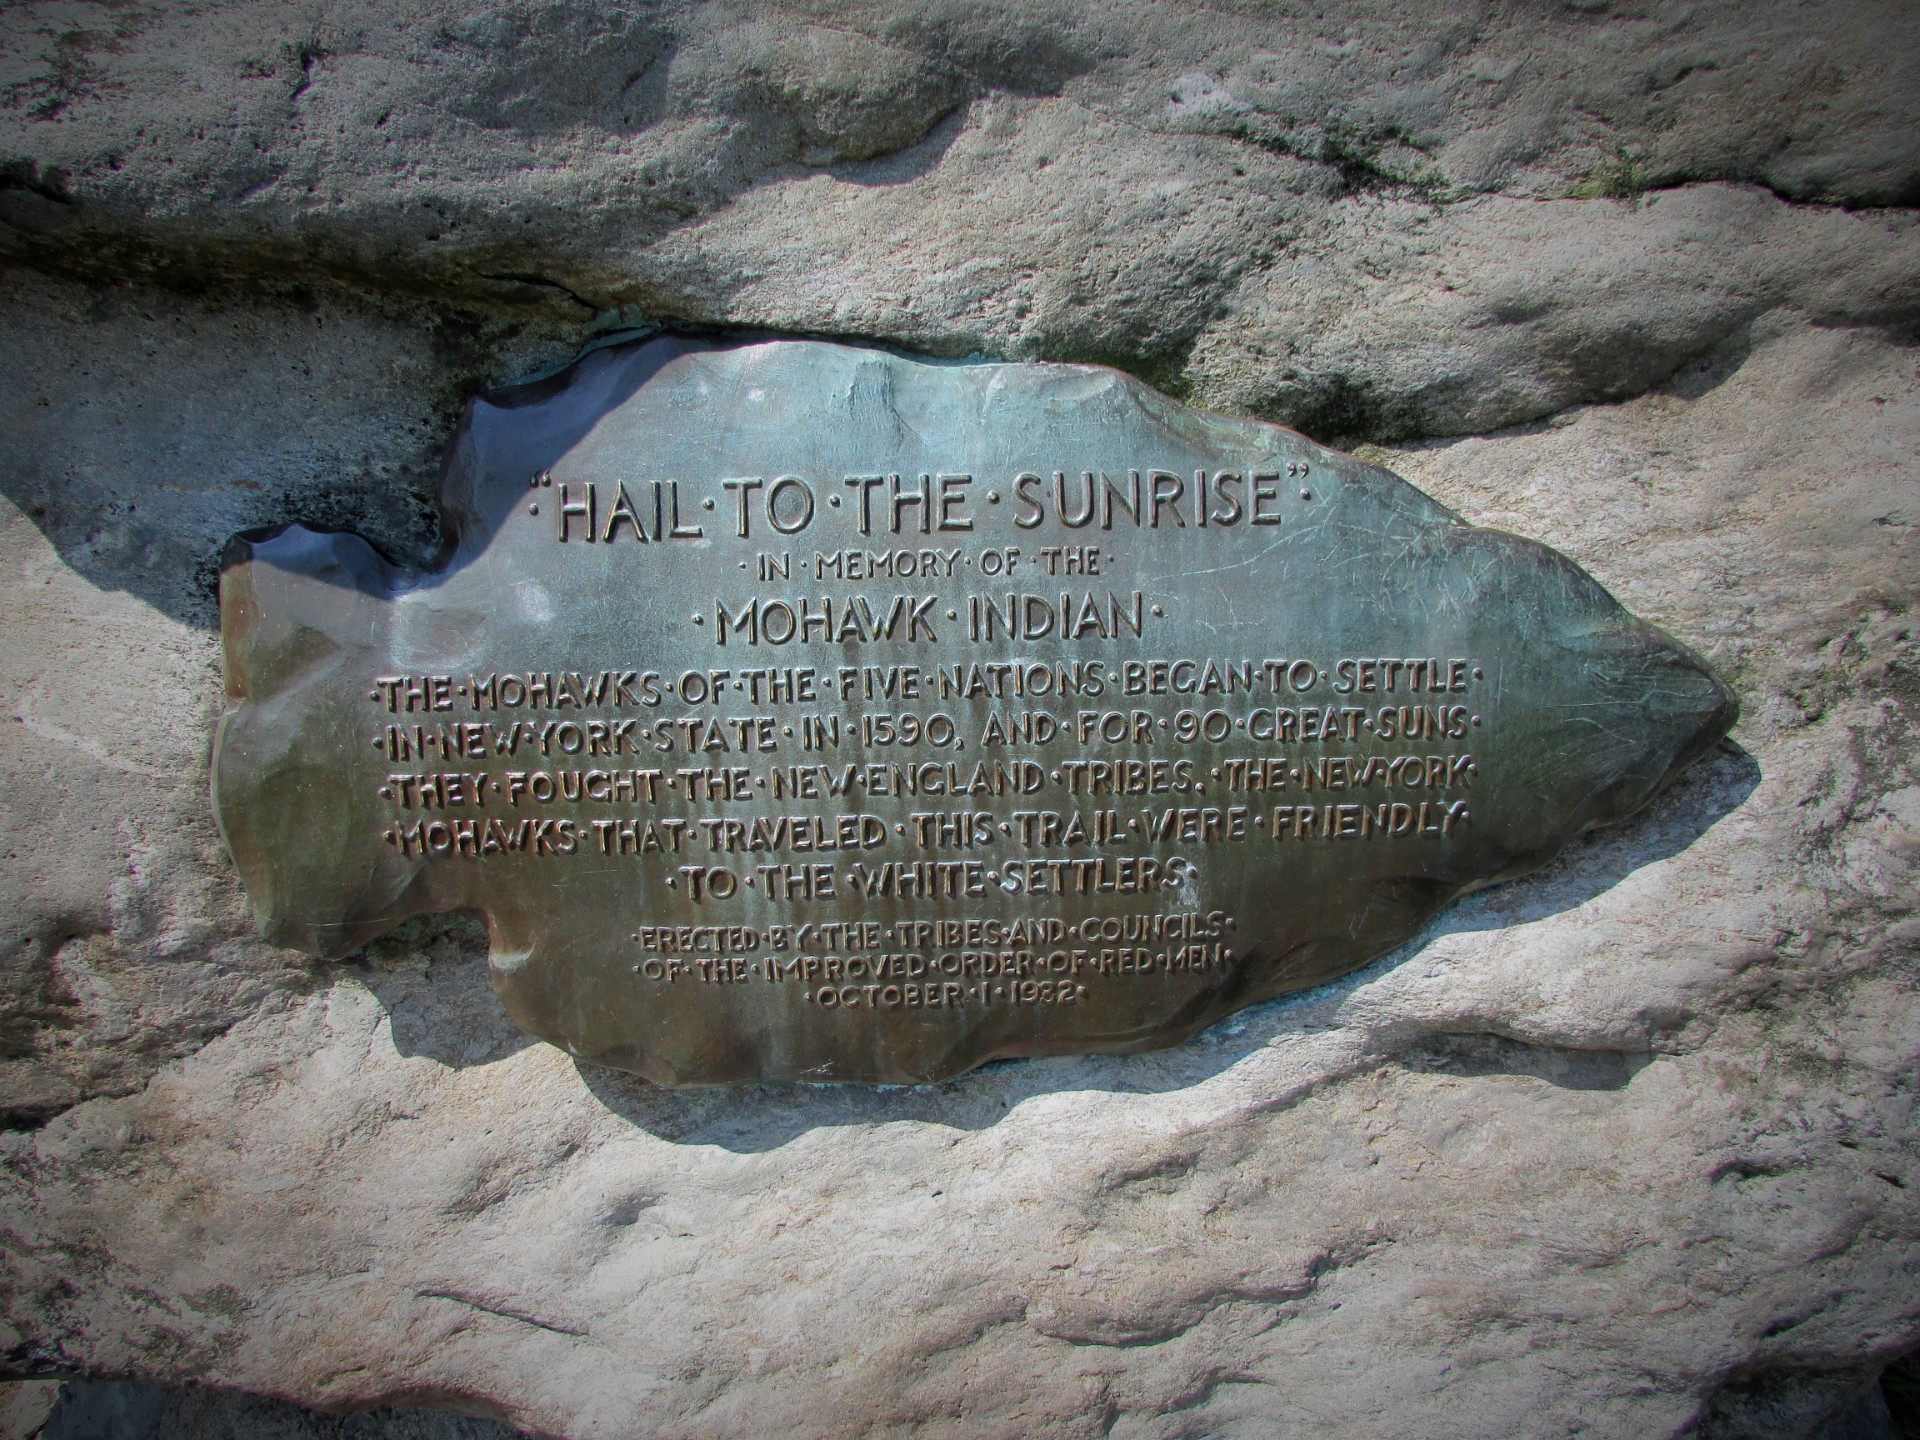 "HAIL·TO·THE·SUNRISE"
·IN·MEMORY·OF·THE·
·MOHAWK·INDIAN·
·THE·MOHAWKS·OF·THE·FIVE·NATIONS·BEGAN·TO·SETTLE·
·IN·NEW·YORK·STATE·IN·1590, AND·FOR·90·GREAT·SUNS·
·THEY·FOUGHT·THE·NEW·ENGLAND·TRIBES.·THE·NEW·YORK·
·MOHAWKS·THAT·TRAVELED·THIS·TRAIL·WERE·FRIENDLY·
·TO·THE·WHITE·SETTLERS·
·ERECTED·BY·THE·TRIBES·AND·COUNCILS·
·OF·THE·IMPROVED·ORDER·OF·RED·MEN·
·OCTOBER·1·1932·